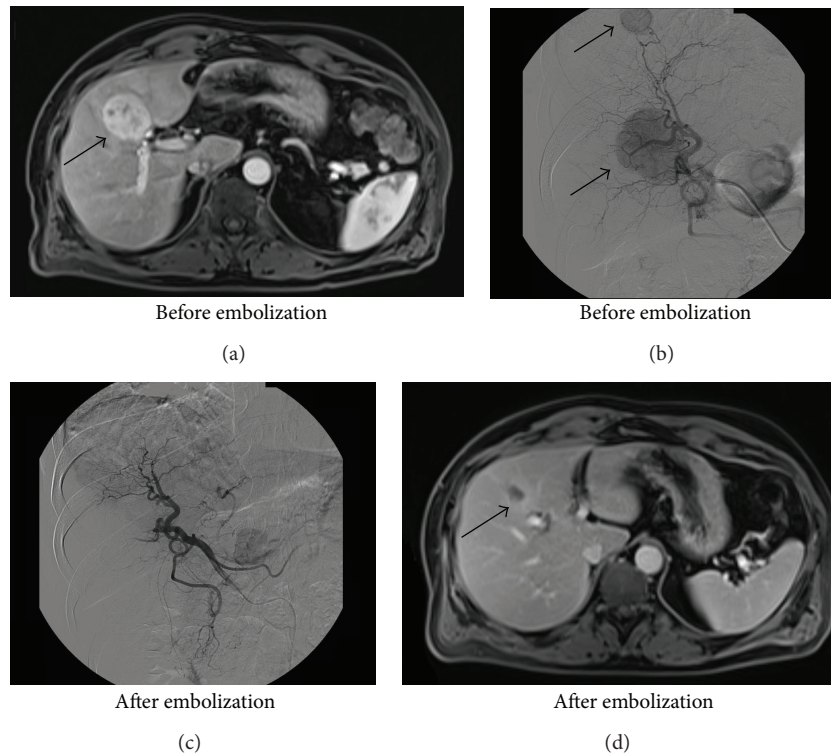 Before embolization
(a)
Before embolization
(b)
After embolization
(c)
After embolization
(d)